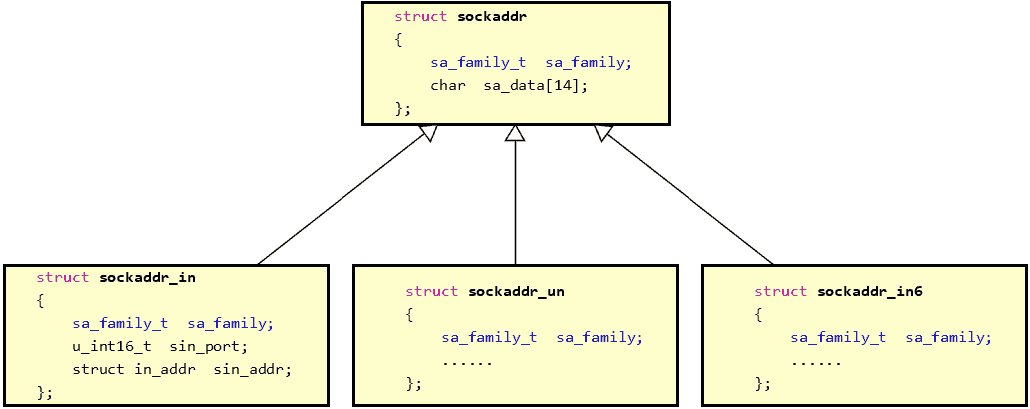 struct sockaddr
{
sa_family_t sa_family;
char sa_data[14];
};
struct sockaddr_in
{
sa_family_t sa_family;
u_int16_t sin_port;
struct in_addr sin_addr;
};
struct sockaddr_un
{
sa_family_t sa_family;
......
};
struct sockaddr_in6
{
sa_family_t sa_family;
......
};